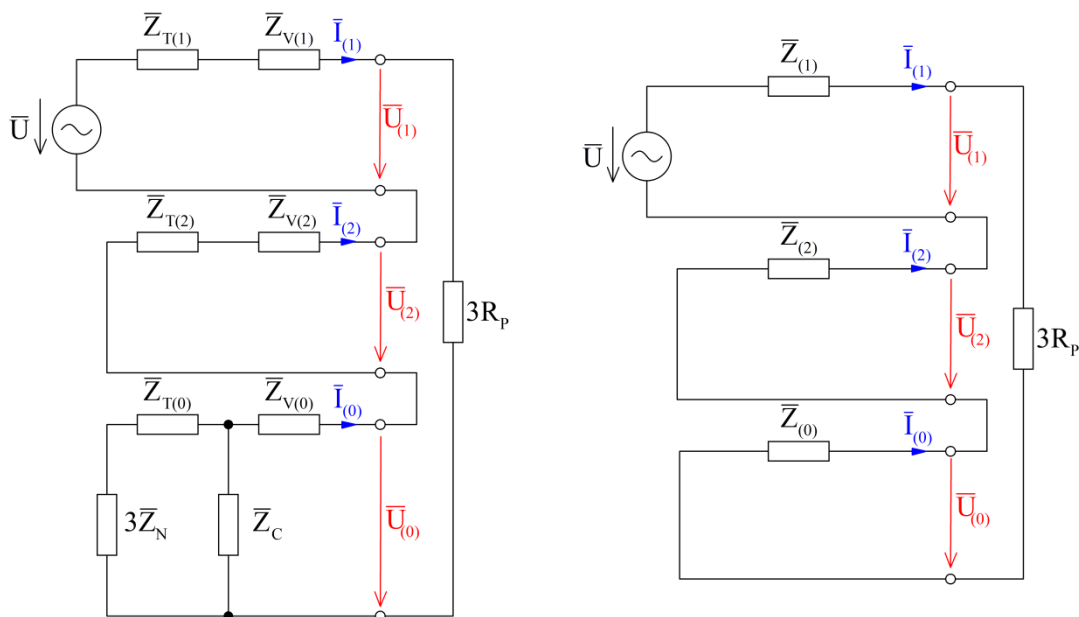 Z̅T(1) Z̅V(1) I̅(1)
U̅
U̅(1)
Z̅T(2) Z̅V(2) I̅(2)
U̅(2)
3RP
Z̅T(0) Z̅V(0) I̅(0)
3Z̅N
Z̅C
U̅(0)
Z̅(1) I̅(1)
U̅
U̅(1)
Z̅(2) I̅(2)
U̅(2)
3RP
Z̅(0) I̅(0)
U̅(0)